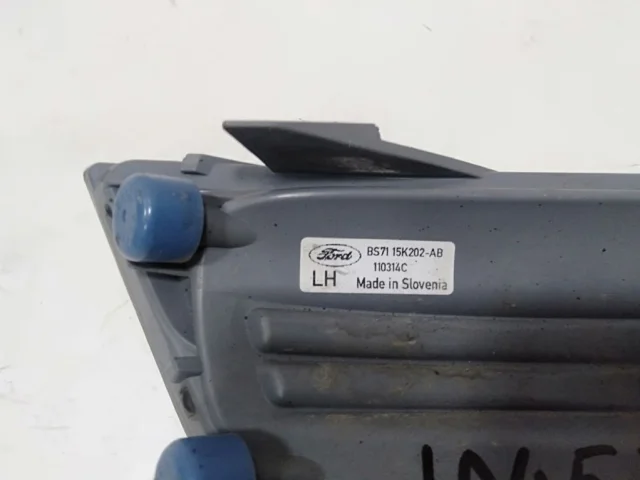 Ford BS71 15K202-AB
110314C
LH Made in Slovenia